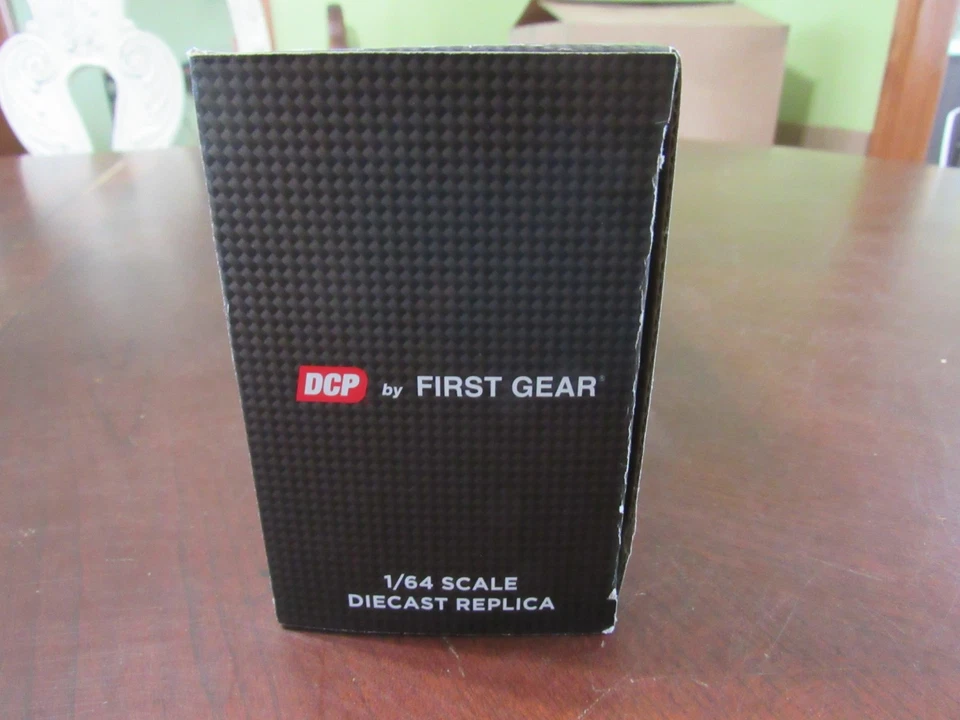 DCP by FIRST GEAR®
1/64 SCALE
DIECAST REPLICA